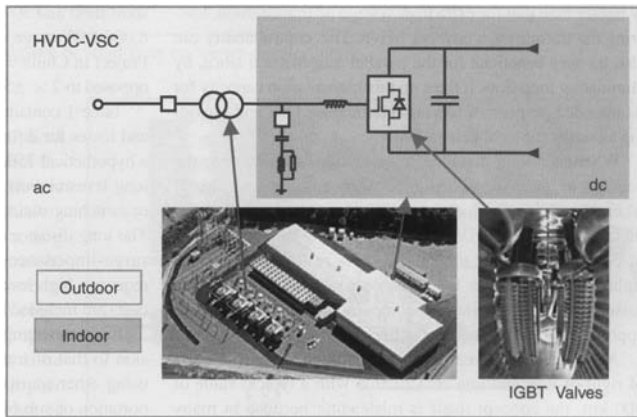 HVDC-VSC
ac
dc
Outdoor
Indoor
IGBT Valves